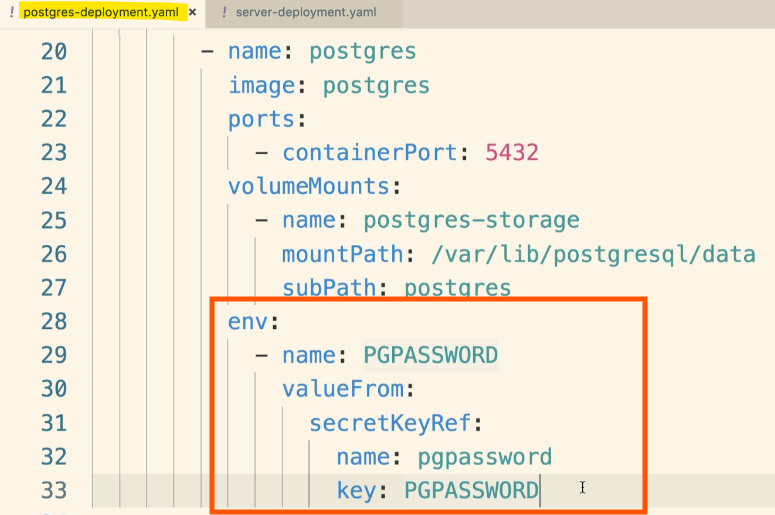 ! postgres-deployment.yaml × ! server-deployment.yaml
20 - name: postgres
21 image: postgres
22 ports:
23 - containerPort: 5432
24 volumeMounts:
25 - name: postgres-storage
26 mountPath: /var/lib/postgresql/data
27 subPath: postgres
28 env:
29 - name: PGPASSWORD
30 valueFrom:
31 secretKeyRef:
32 name: pgpassword
33 key: PGPASSWORD